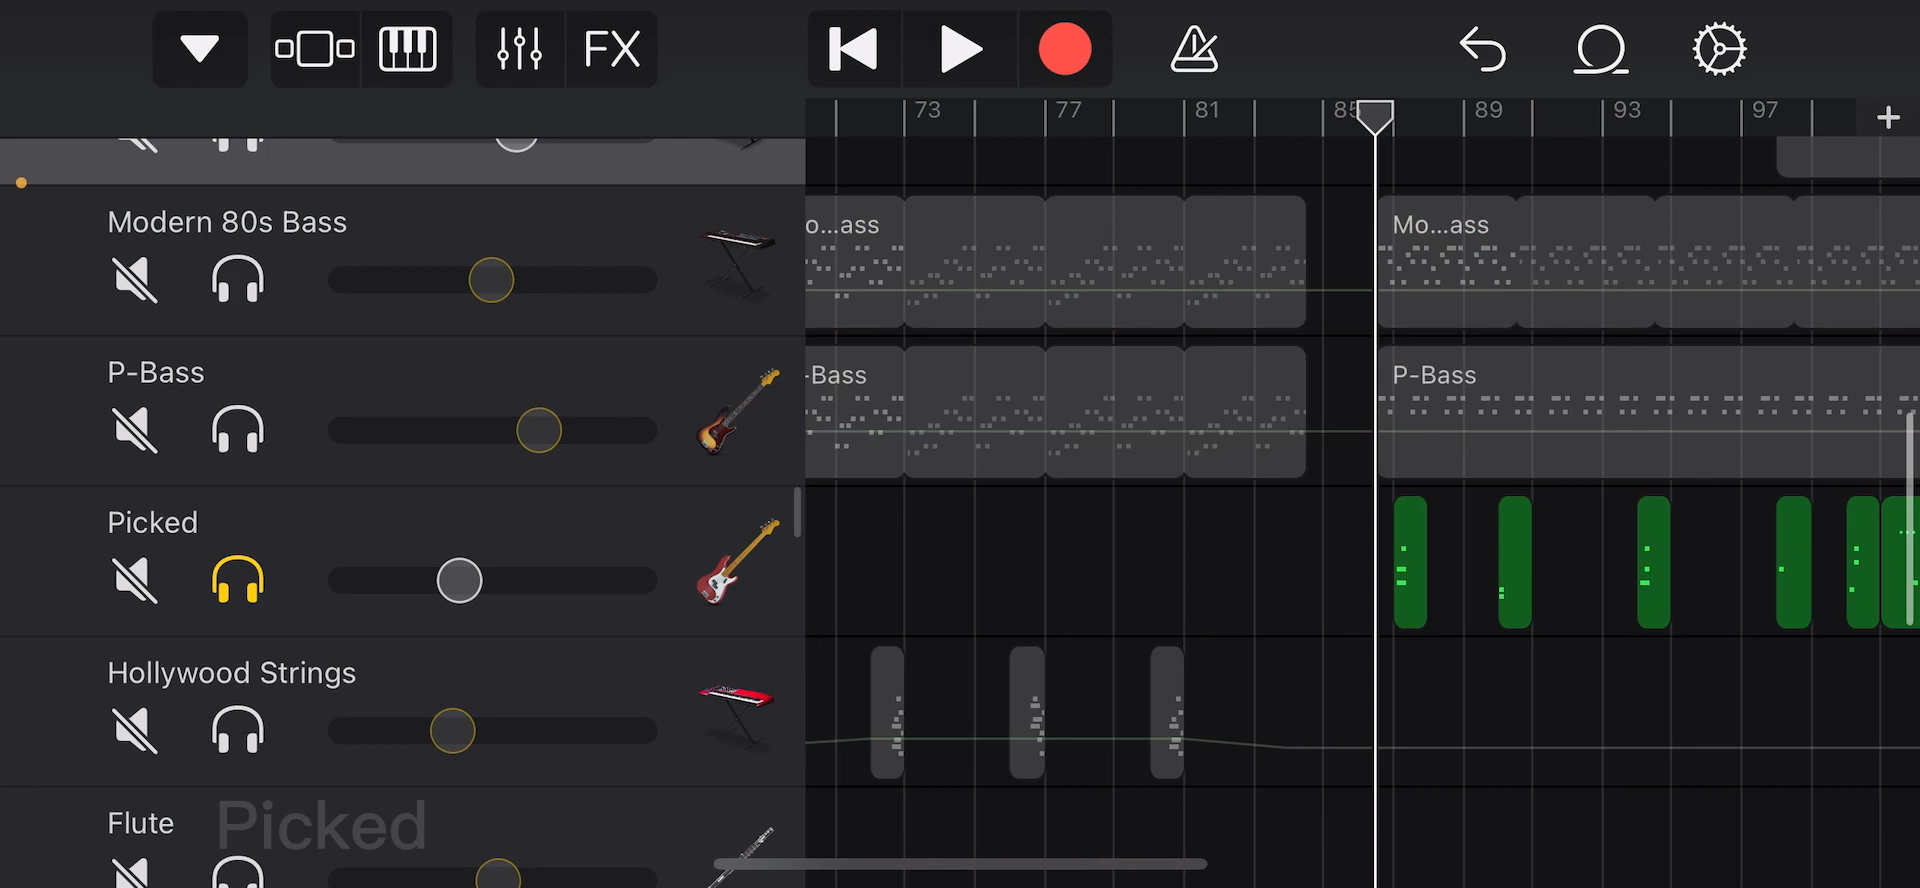 FX
73 77 81 85 89 93 97
Modern 80s Bass
o...ass
Mo...ass
P-Bass
-Bass
P-Bass
Picked
Hollywood Strings
Flute
Picked